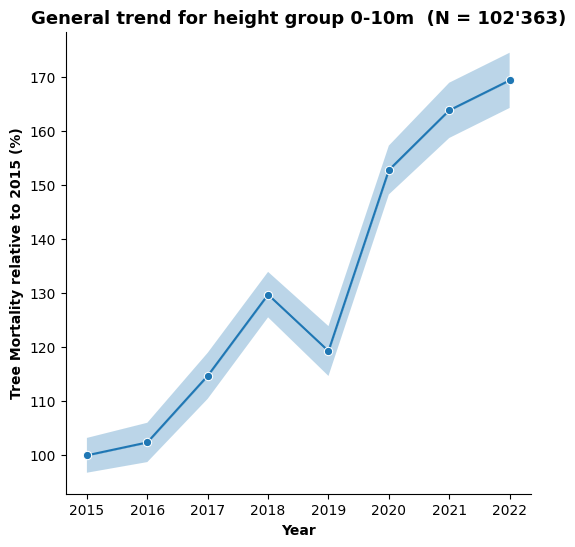 General trend for height group 0-10m  (N = 102'363)
Tree Mortality relative to 2015 (%)
170
160
150
140
130
120
110
100
2015 2016 2017 2018 2019 2020 2021 2022
Year